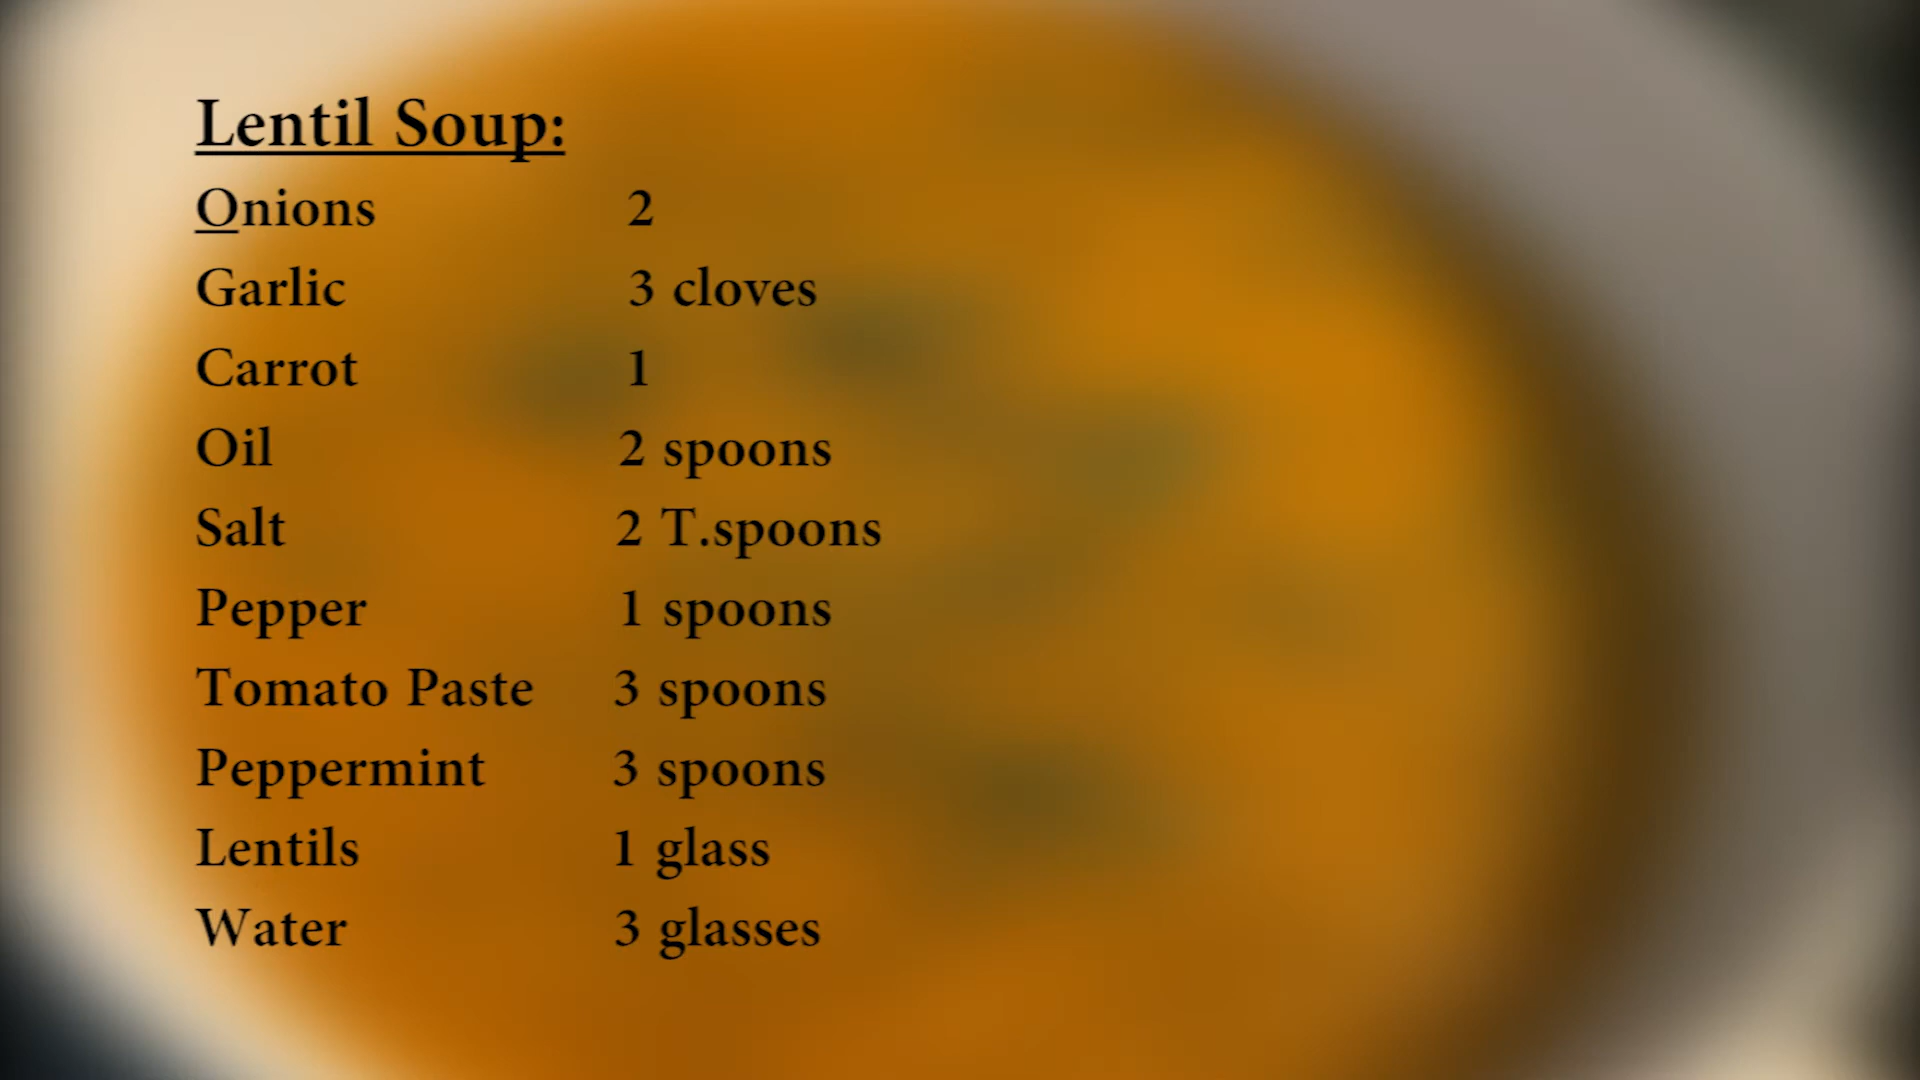 Lentil Soup:
Onions 2
Garlic 3 cloves
Carrot 1
Oil 2 spoons
Salt 2 T.spoons
Pepper 1 spoons
Tomato Paste 3 spoons
Peppermint 3 spoons
Lentils 1 glass
Water 3 glasses